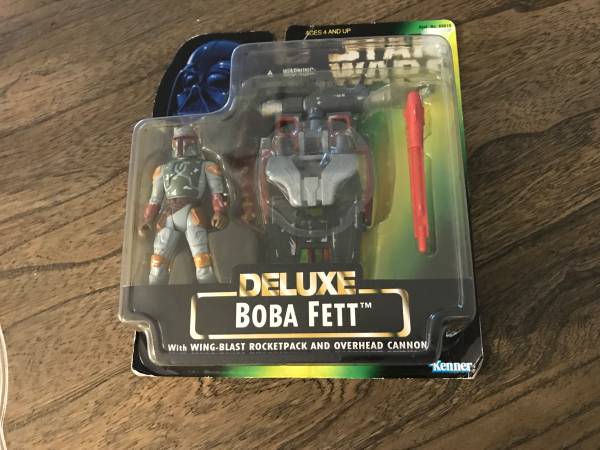 AGES 4 AND UP
WARNING
STAR
WARS
DELUXE
BOBA FETT™
With WING-BLAST ROCKETPACK AND OVERHEAD CANNON
Kenner